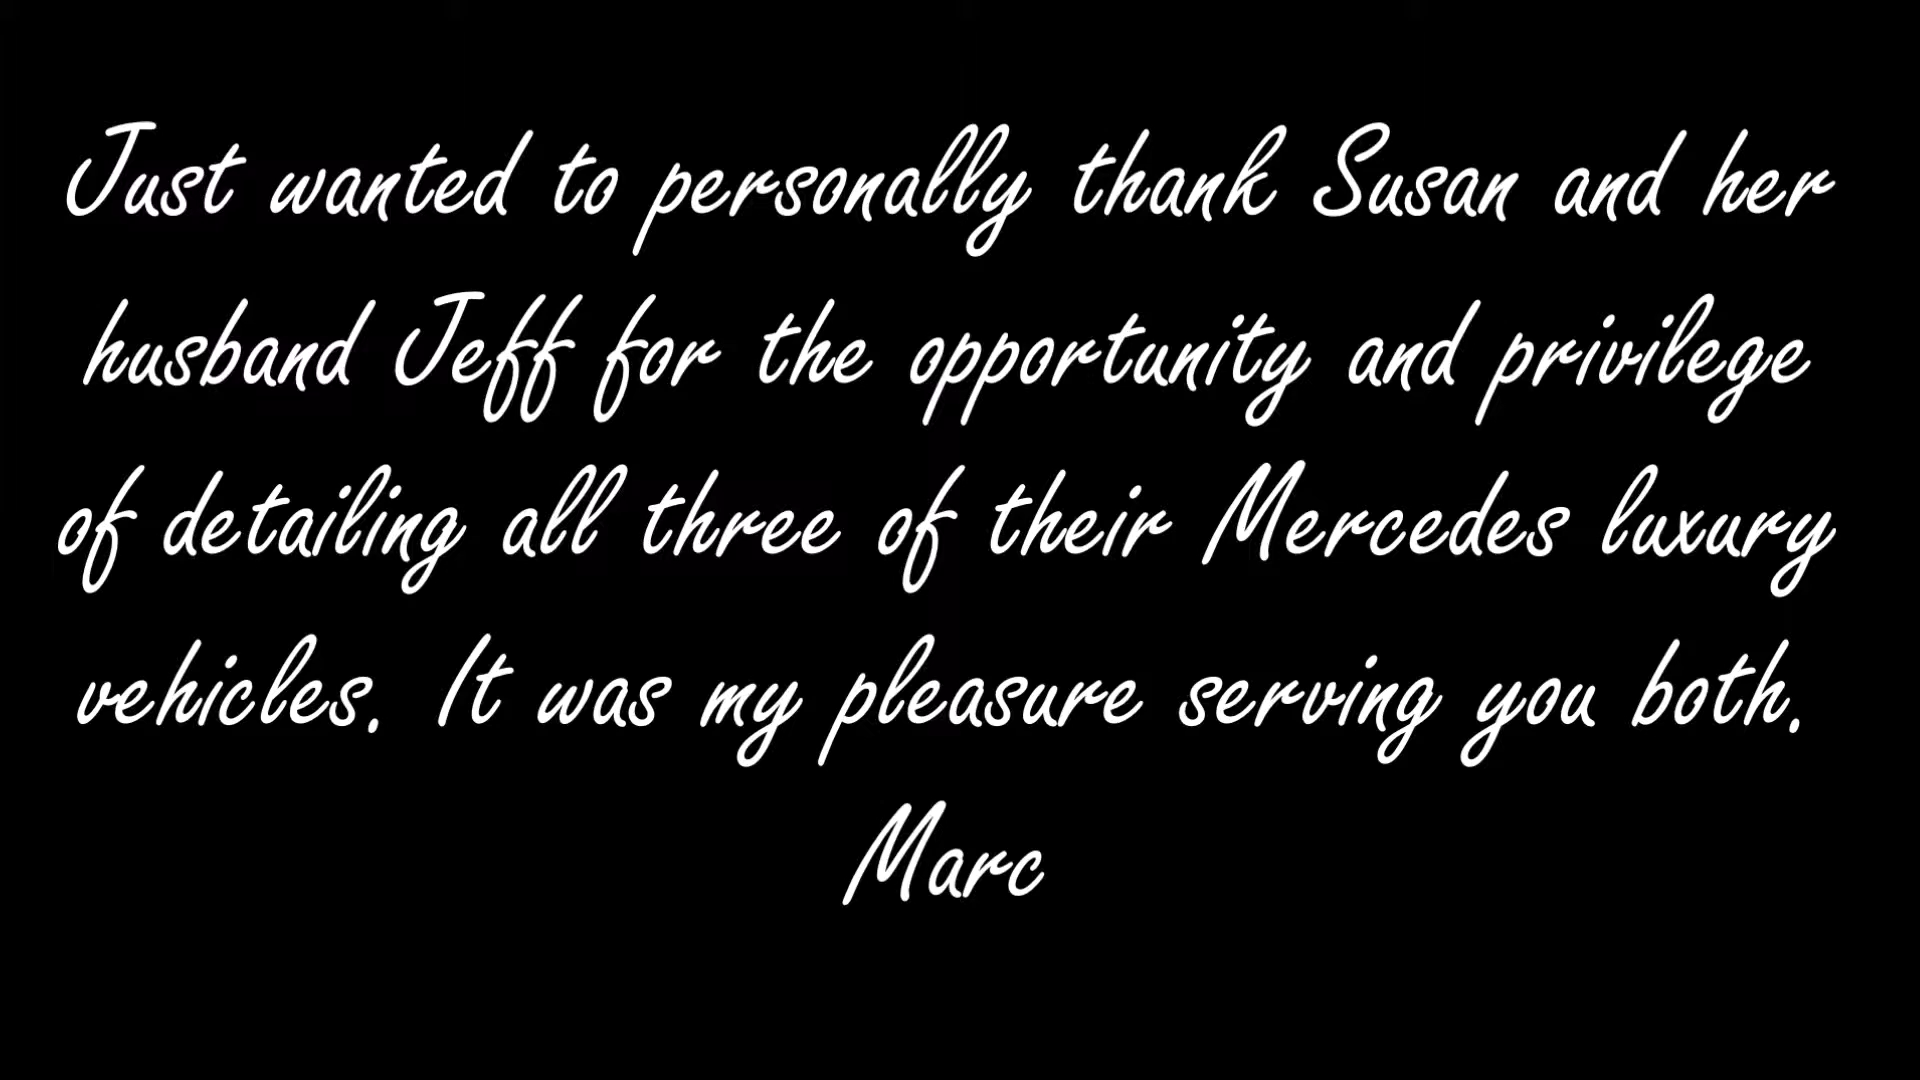 Just wanted to personally thank Susan and her
husband Jeff for the opportunity and privilege
of detailing all three of their Mercedes luxury
vehicles. It was my pleasure serving you both.
Marc